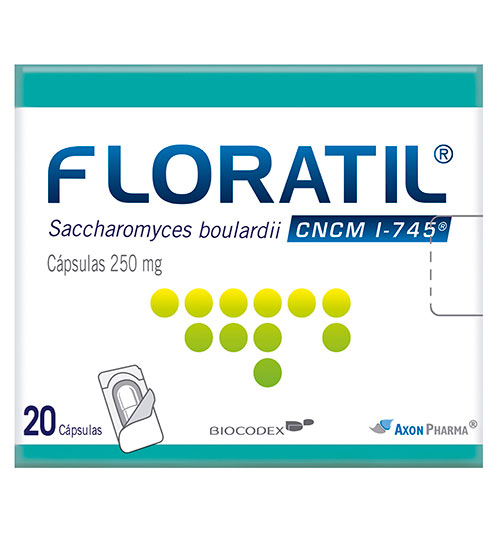 FLORATIL®
Saccharomyces boulardii CNCM I-745®
Cápsulas 250 mg
20 Cápsulas
BIOCODEX
AXON PHARMA®